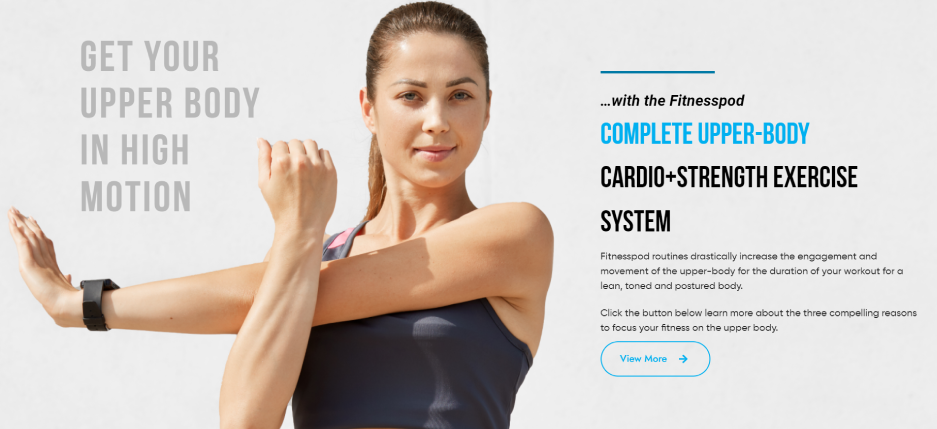 GET YOUR
UPPER BODY
IN HIGH
MOTION
...with the Fitnesspod
COMPLETE UPPER-BODY
CARDIO+STRENGTH EXERCISE
SYSTEM
Fitnesspod routines drastically increase the engagement and
movement of the upper-body for the duration of your workout for a
lean, toned and postured body.
Click the button below learn more about the three compelling reasons
to focus your fitness on the upper body.
View More